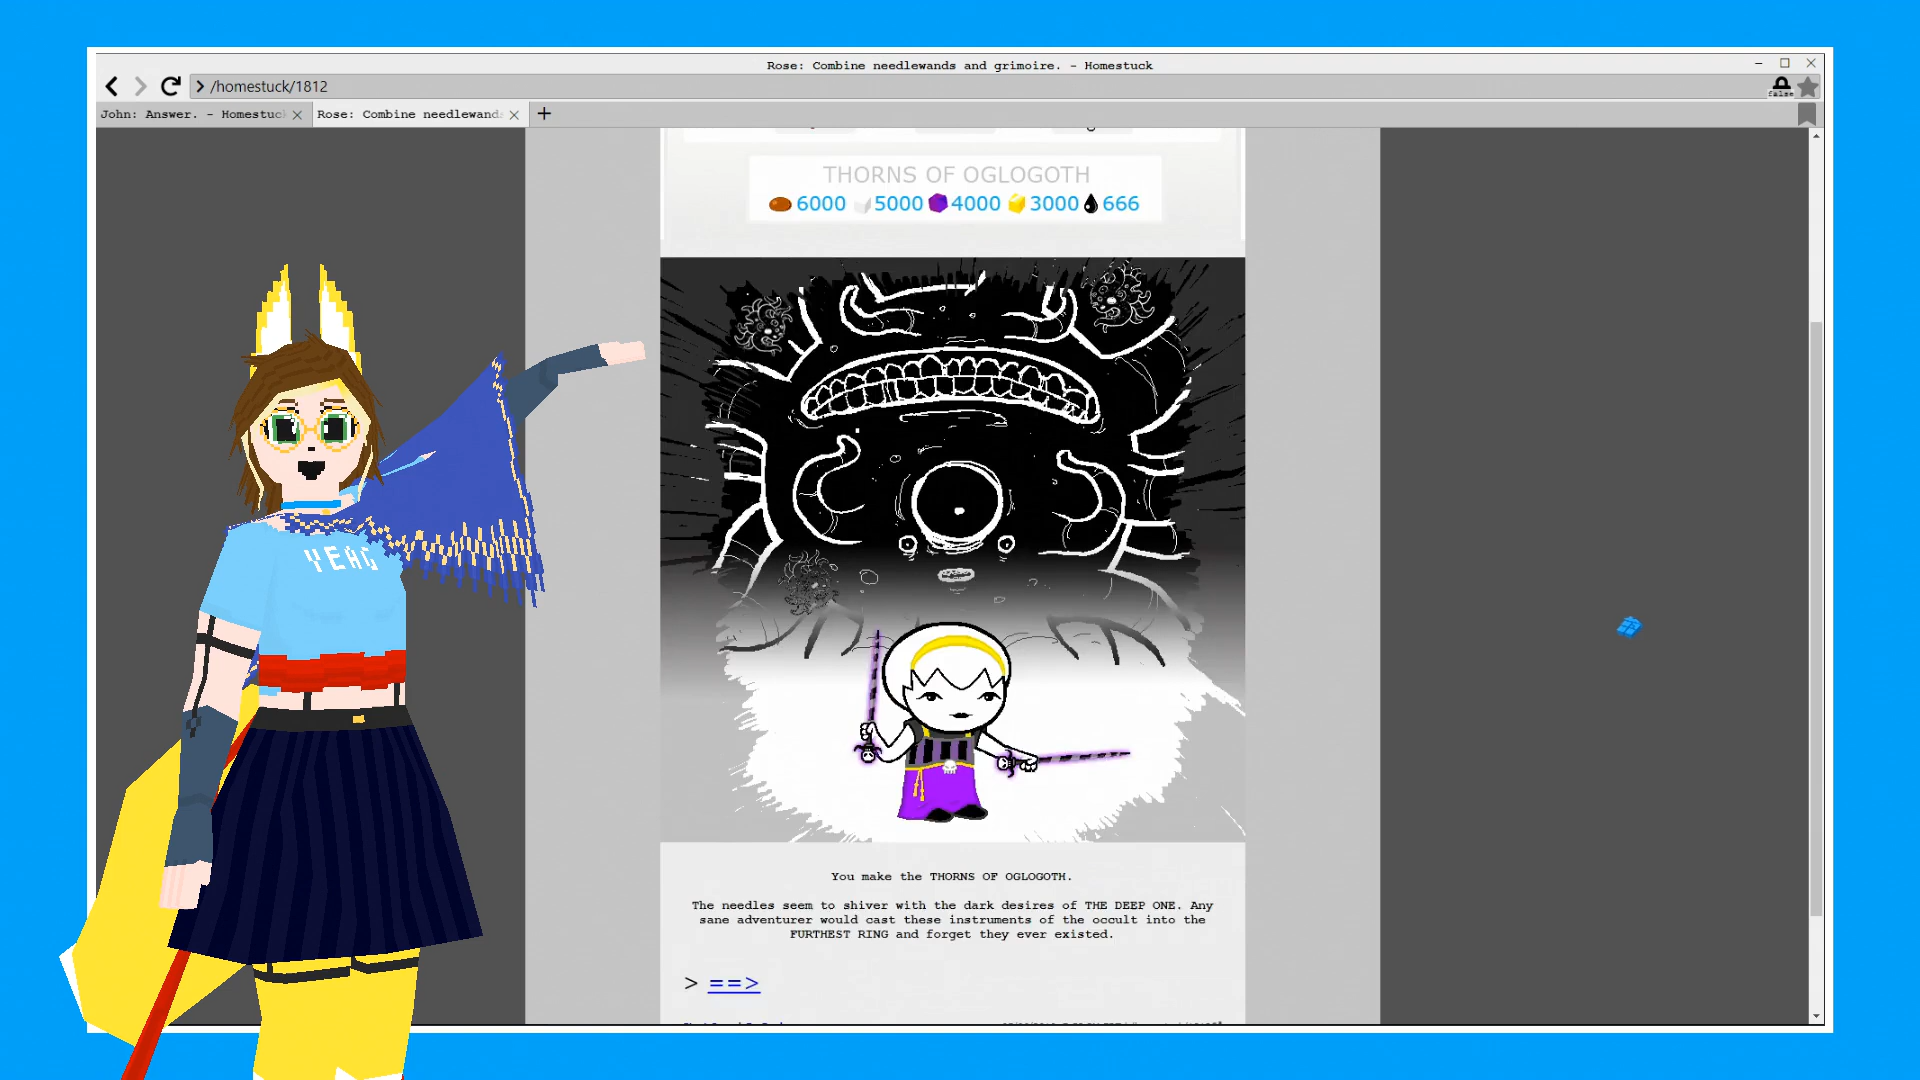 Rose: Combine needlewands and grimoire. - Homestuck
/homestuck/1812
false
John: Answer. - Homestuck
Rose: Combine needlewand
THORNS OF OGLOGOTH
6000 5000 4000 3000 666
YEAG
You make the THORNS OF OGLOGOTH.
The needles seem to shiver with the dark desires of THE DEEP ONE. Any
sane adventurer would cast these instruments of the occult into the
FURTHEST RING and forget they ever existed.
> ==>